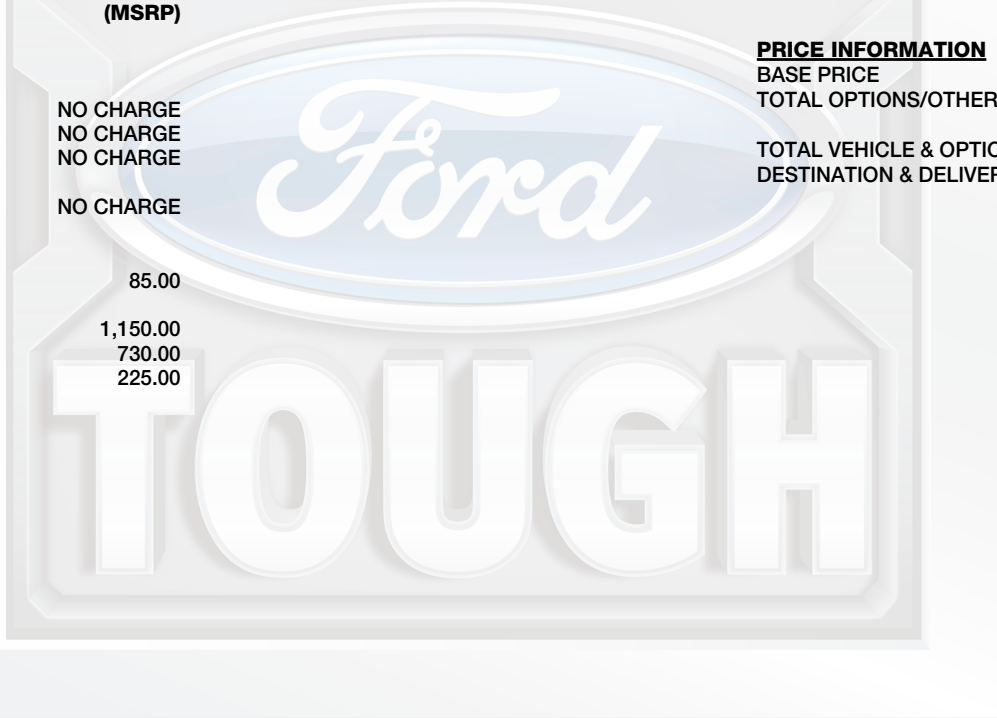 (MSRP)
NO CHARGE
NO CHARGE
NO CHARGE
NO CHARGE
85.00
1,150.00
730.00
225.00
PRICE INFORMATION
BASE PRICE
TOTAL OPTIONS/OTHER
TOTAL VEHICLE & OPTIO
DESTINATION & DELIVER
Ford
TOUGH